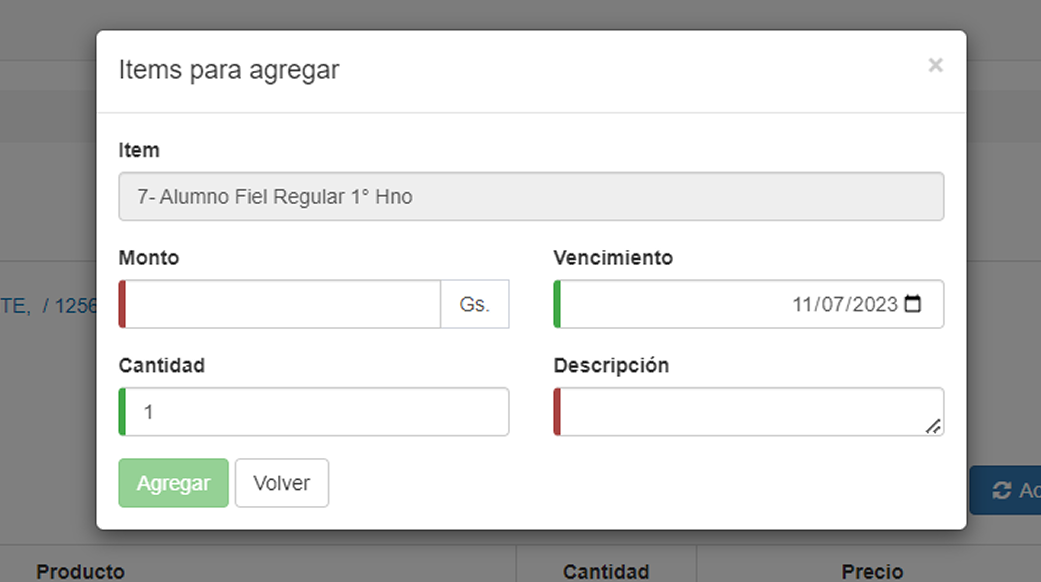 Items para agregar
×
Item
7- Alumno Fiel Regular 1° Hno
Monto
Vencimiento
Gs.
11/07/2023
TE, / 1256
Cantidad
Descripción
1
Agregar
Volver
Producto
Cantidad
Precio